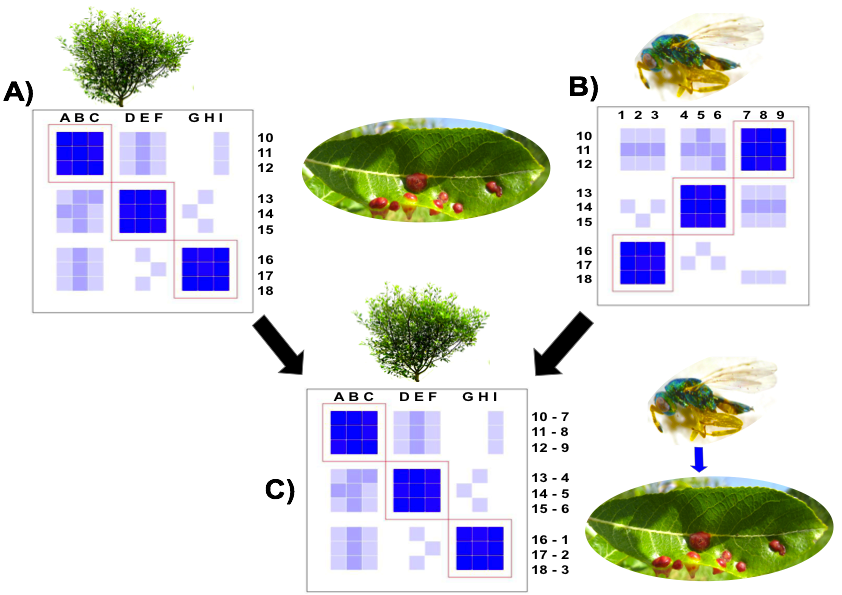 A)
A B C D E F G H I
10
11
12
13
14
15
16
17
18
B)
1 2 3 4 5 6 7 8 9
10
11
12
13
14
15
16
17
18
C)
A B C D E F G H I
10 - 7
11 - 8
12 - 9
13 - 4
14 - 5
15 - 6
16 - 1
17 - 2
18 - 3